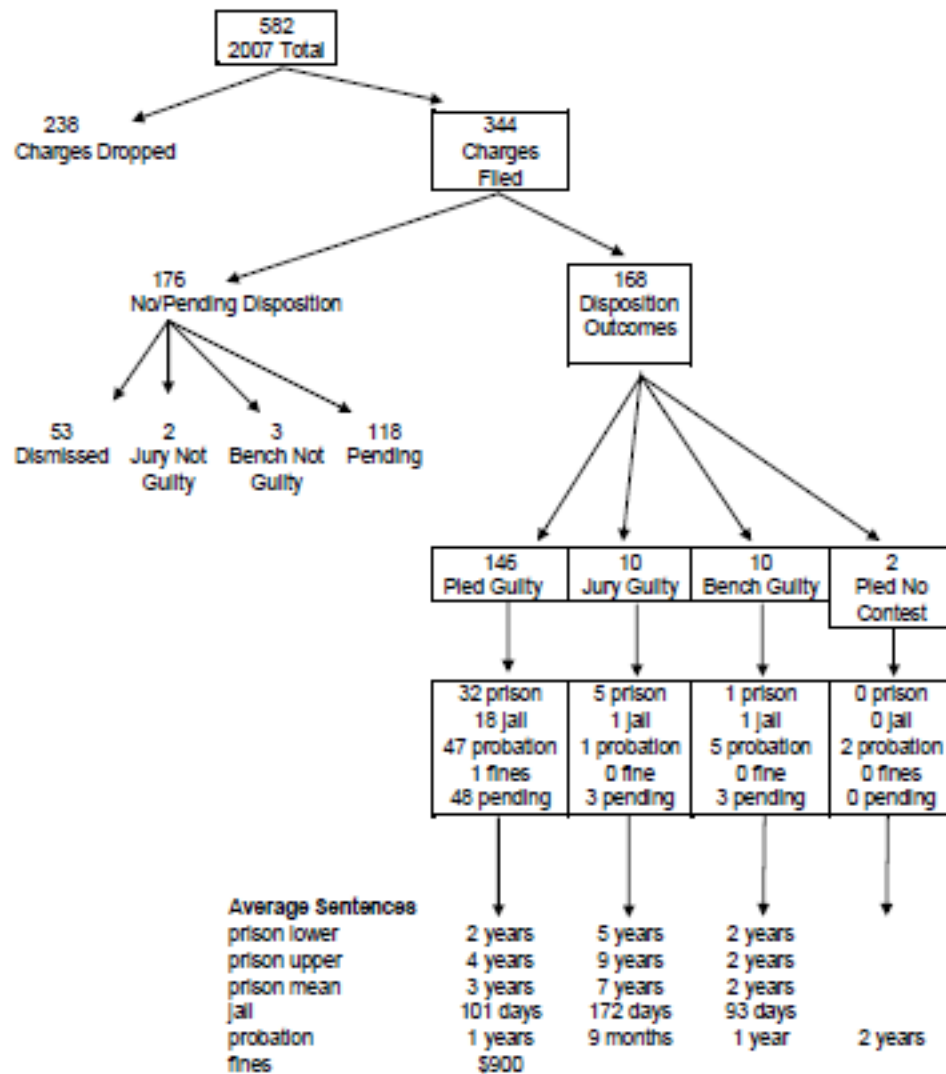 582
2007 Total
238
Charges Dropped
344
Charges
Filed
176
No/Pending Disposition
168
Disposition
Outcomes
53
Dismissed
2
Jury Not
Guilty
3
Bench Not
Guilty
118
Pending
146
Pled Guilty
10
Jury Guilty
10
Bench Guilty
2
Pled No
Contest
32 prison
18 jail
47 probation
1 fines
48 pending
5 prison
1 jail
1 probation
0 fine
3 pending
1 prison
1 jail
5 probation
0 fine
3 pending
0 prison
0 jail
2 probation
0 fines
0 pending
Average Sentences
prison lower 2 years 5 years 2 years
prison upper 4 years 9 years 2 years
prison mean 3 years 7 years 2 years
jail 101 days 172 days 93 days
probation 1 years 9 months 1 year 2 years
fines $900